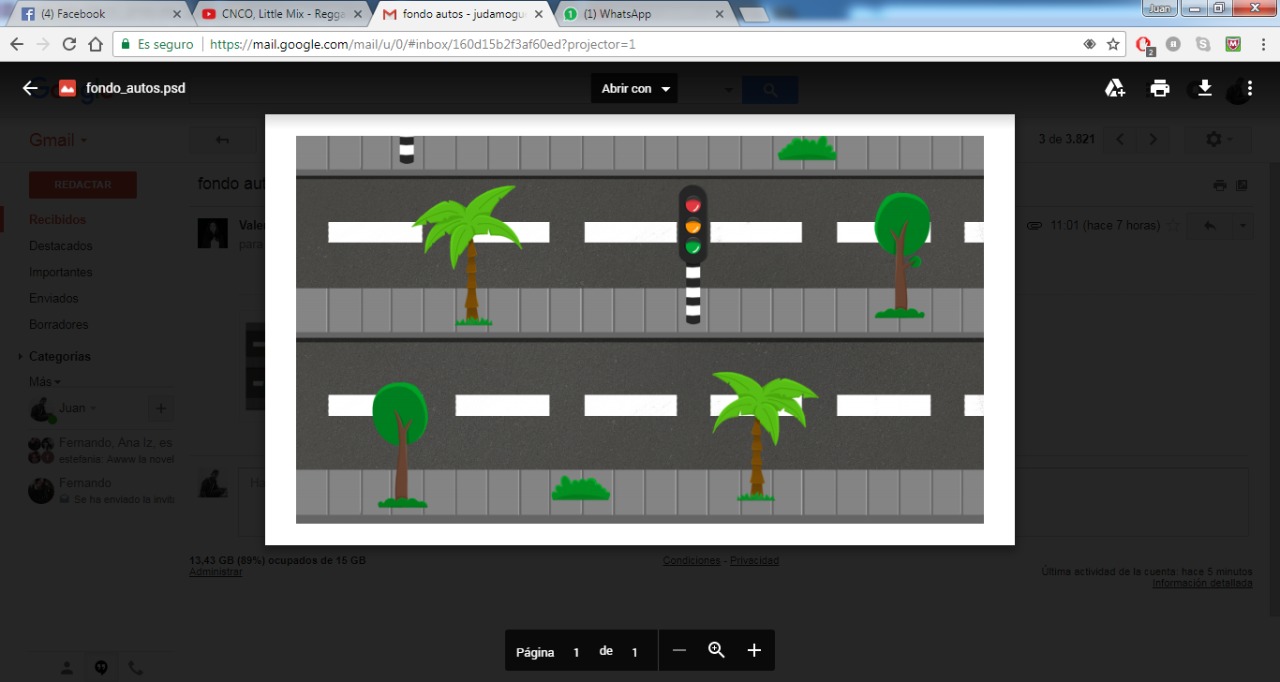 (4) Facebook
CNCO, Little Mix - Regga
fondo autos - judamogu
(1) WhatsApp
Juan
Es seguro
https://mail.google.com/mail/u/0/#inbox/160d15b2f3af60ed?projector=1
2
fondo_autos.psd
Abrir con
Gmail
3 de 3.821
REDACTAR
fondo aut
Recibidos
Vale
11:01 (hace 7 horas)
para
Destacados
Importantes
Enviados
Borradores
Categorías
Más
Juan
Fernando, Ana Iz, es
estefania: Awww la novel
Fernando
Se ha enviado la invit
Ha
13,43 GB (89%) ocupados de 15 GB
Administrar
Condiciones - Privacidad
Última actividad de la cuenta: hace 5 minutos
Información detallada
Página 1 de 1